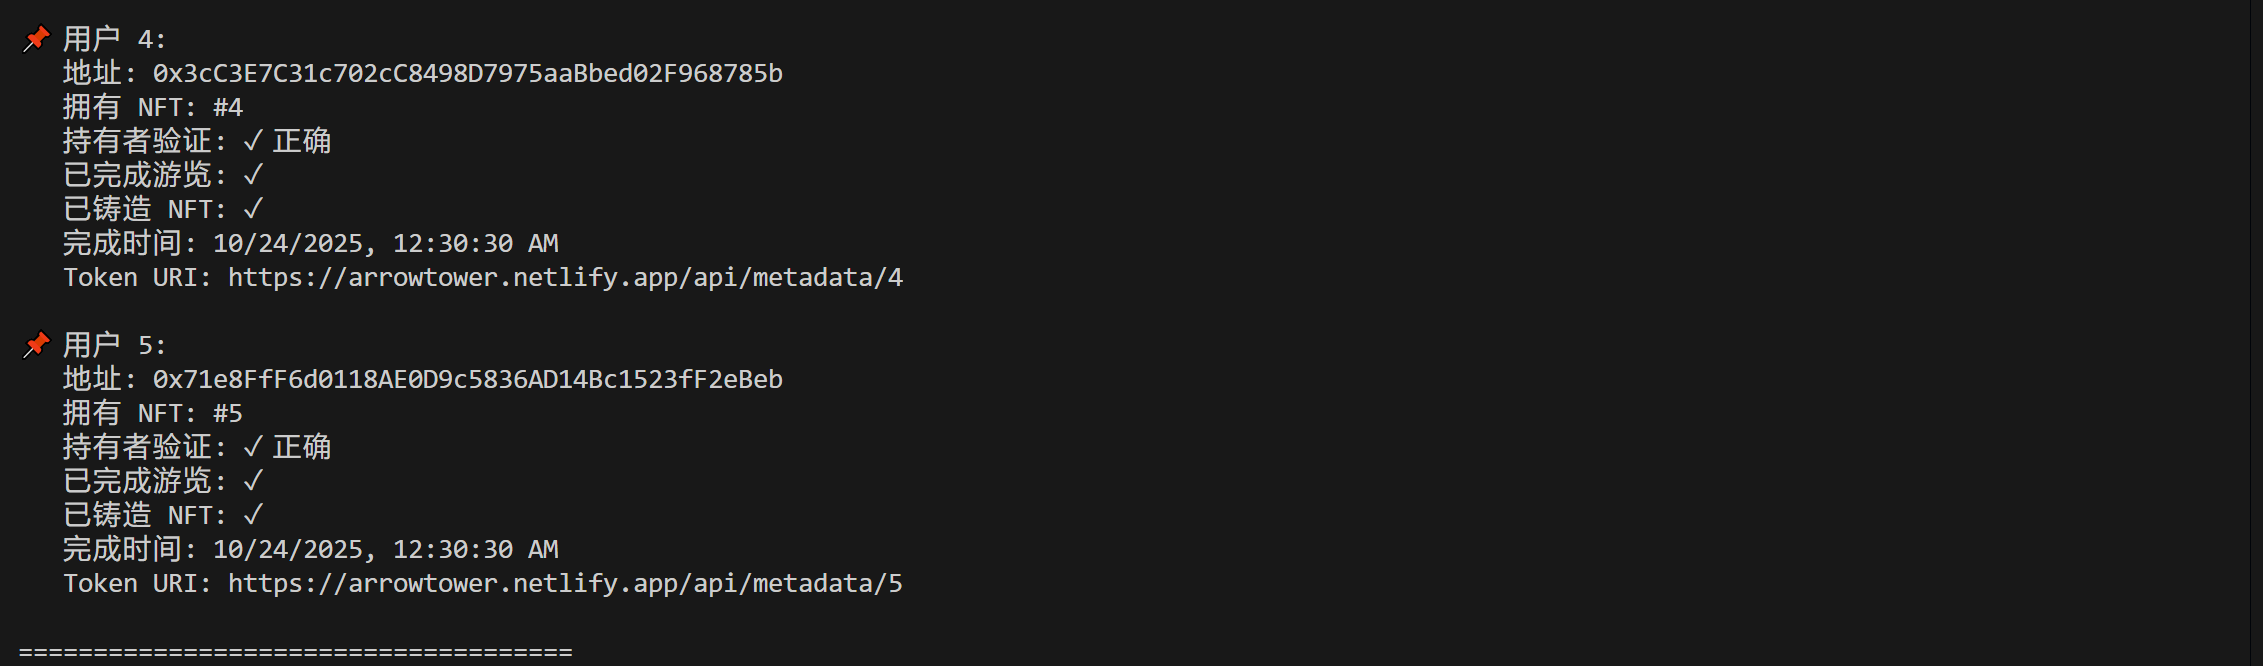 📌 用户 4:
地址: 0x3cC3E7C31c702cC8498D7975aaBbed02F968785b
拥有 NFT: #4
持有者验证: ✓ 正确
已完成游览: ✓
已铸造 NFT: ✓
完成时间: 10/24/2025, 12:30:30 AM
Token URI: https://arrowtower.netlify.app/api/metadata/4
📌 用户 5:
地址: 0x71e8FfF6d0118AE0D9c5836AD14Bc1523fF2eBeb
拥有 NFT: #5
持有者验证: ✓ 正确
已完成游览: ✓
已铸造 NFT: ✓
完成时间: 10/24/2025, 12:30:30 AM
Token URI: https://arrowtower.netlify.app/api/metadata/5
=====================================